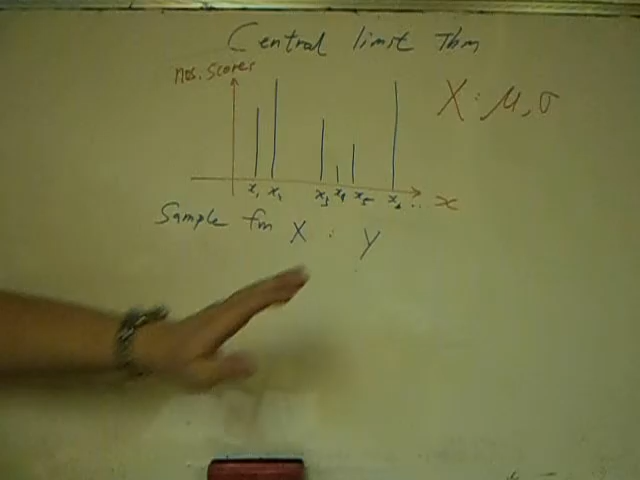 Central limit Thm
nos. scores
X : μ, σ
x₁ x₂ x₃ x₄ x₅ x₆ ... x
Sample fm X : Y